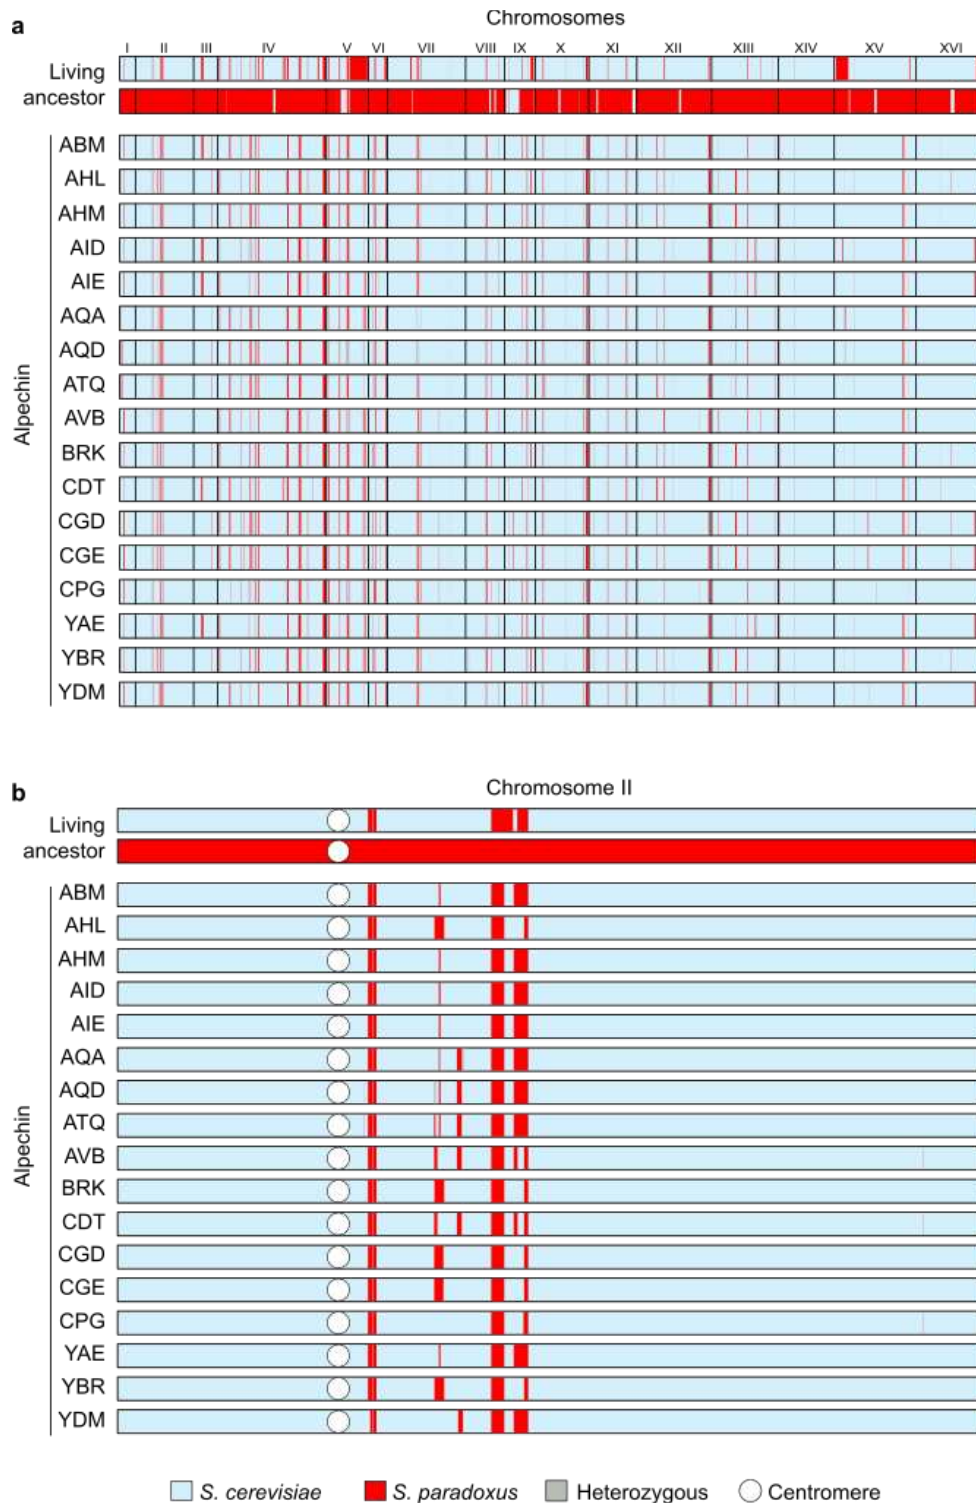 a
Chromosomes
I II III IV V VI VII VIII IX X XI XII XIII XIV XV XVI
Living
ancestor
Alpechin
ABM
AHL
AHM
AID
AIE
AQA
AQD
ATQ
AVB
BRK
CDT
CGD
CGE
CPG
YAE
YBR
YDM
b
Chromosome II
Living
ancestor
Alpechin
ABM
AHL
AHM
AID
AIE
AQA
AQD
ATQ
AVB
BRK
CDT
CGD
CGE
CPG
YAE
YBR
YDM
S. cerevisiae S. paradoxus Heterozygous Centromere